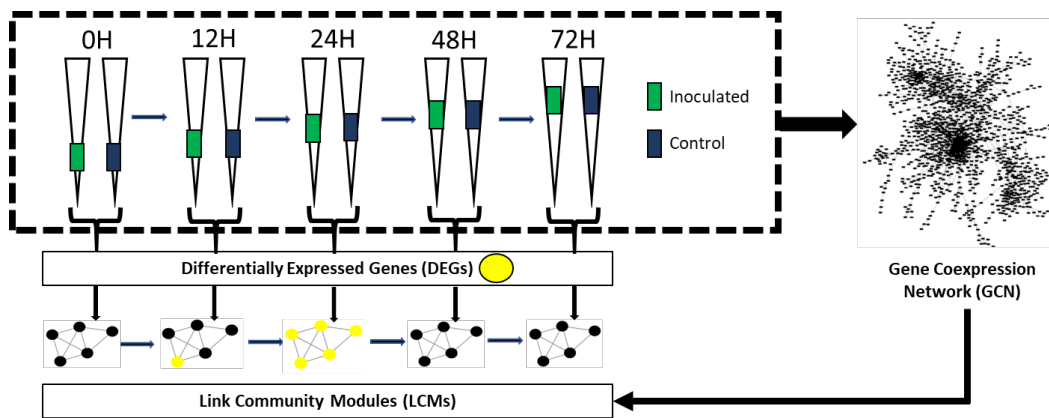 0H 12H 24H 48H 72H
Inoculated
Control
Differentially Expressed Genes (DEGs)
Gene Coexpression
Network (GCN)
Link Community Modules (LCMs)